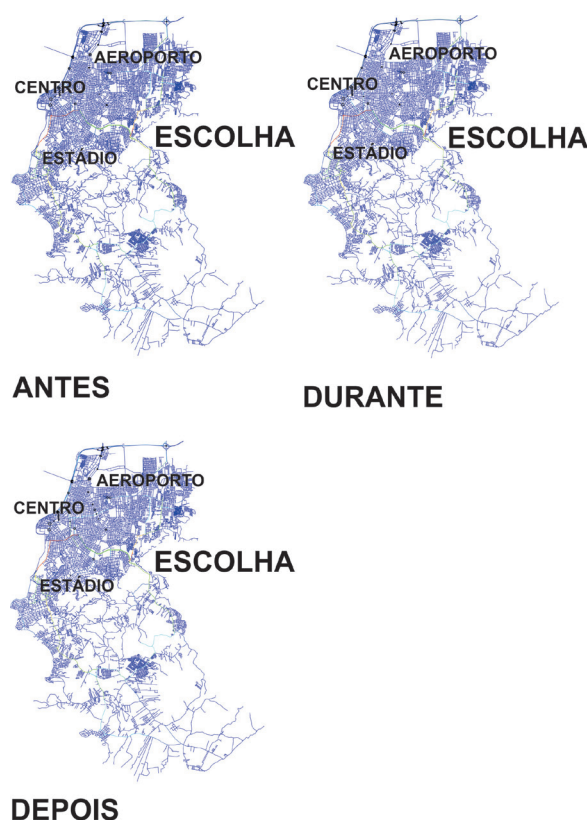 AEROPORTO
CENTRO
ESCOLHA
ESTÁDIO
ANTES
AEROPORTO
CENTRO
ESCOLHA
ESTÁDIO
DURANTE
AEROPORTO
CENTRO
ESCOLHA
ESTÁDIO
DEPOIS